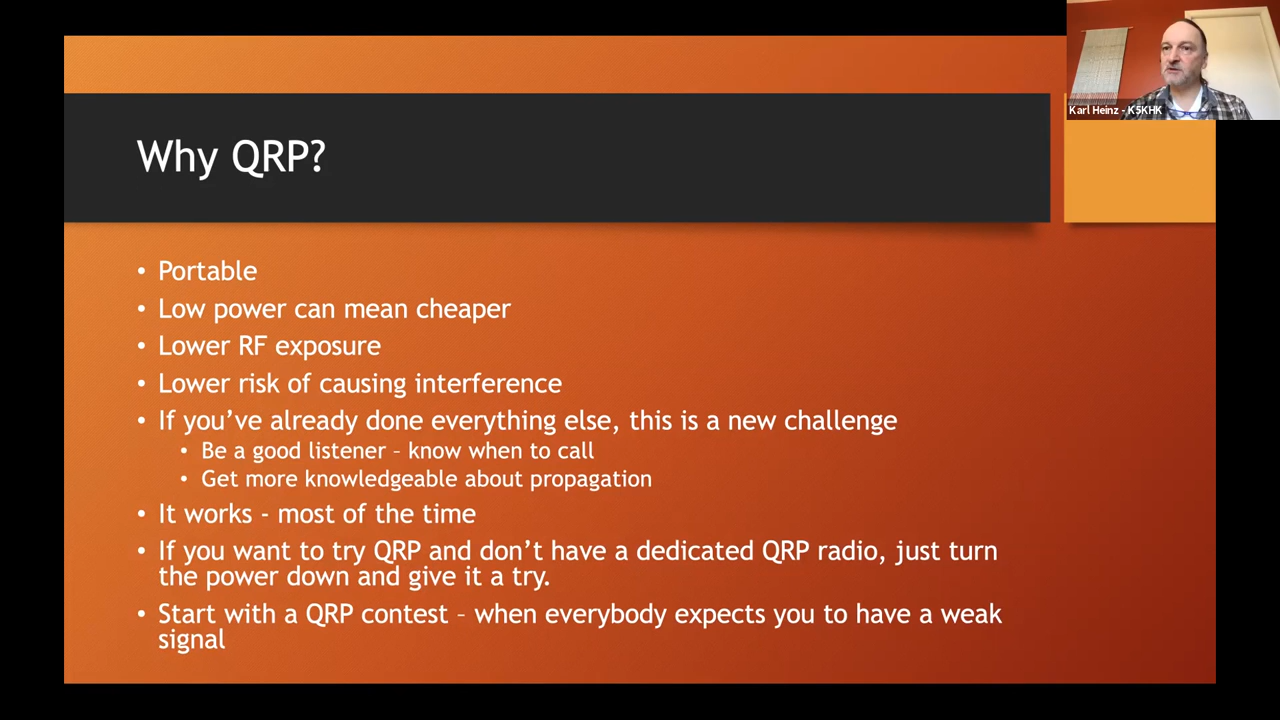 Karl Heinz - K5KHK
Why QRP?
• Portable
• Low power can mean cheaper
• Lower RF exposure
• Lower risk of causing interference
• If you’ve already done everything else, this is a new challenge
• Be a good listener – know when to call
• Get more knowledgeable about propagation
• It works - most of the time
• If you want to try QRP and don’t have a dedicated QRP radio, just turn
the power down and give it a try.
• Start with a QRP contest – when everybody expects you to have a weak
signal